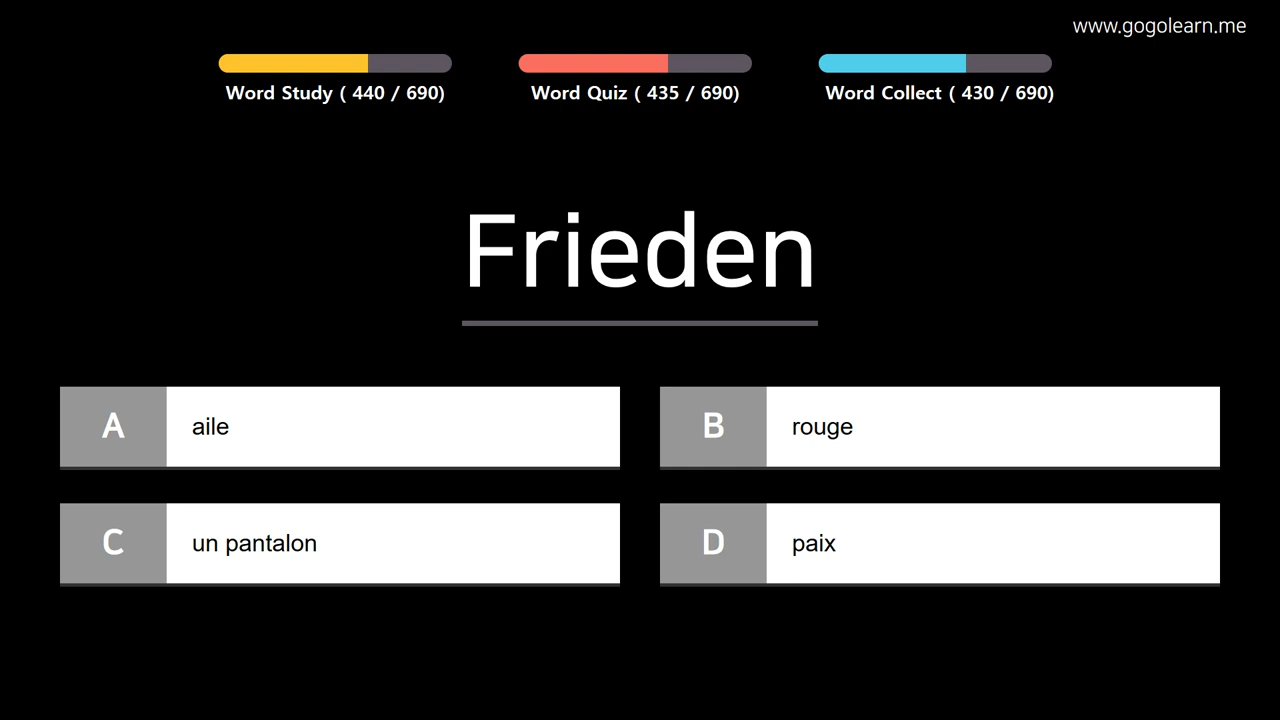 www.gogolearn.me
Word Study ( 440 / 690)
Word Quiz ( 435 / 690)
Word Collect ( 430 / 690)
Frieden
A aile
B rouge
C un pantalon
D paix